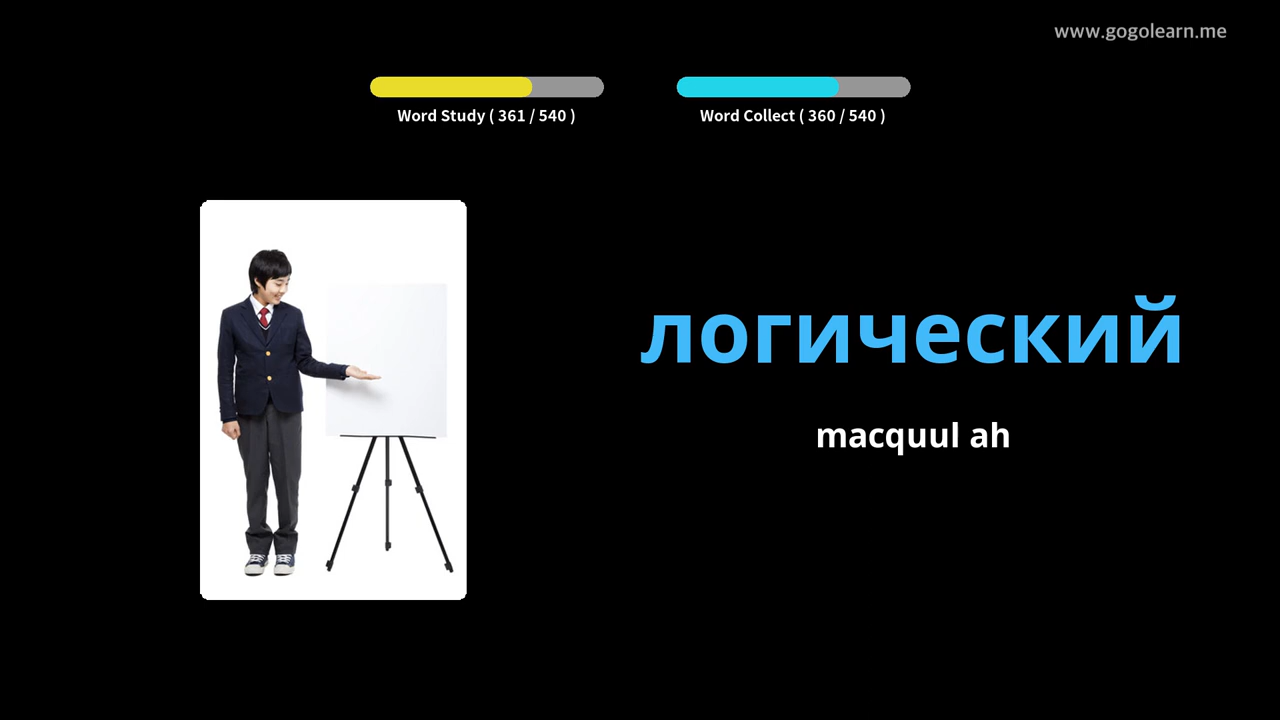 www.gogolearn.me
Word Study ( 361 / 540 )
Word Collect ( 360 / 540 )
логический
macquul ah